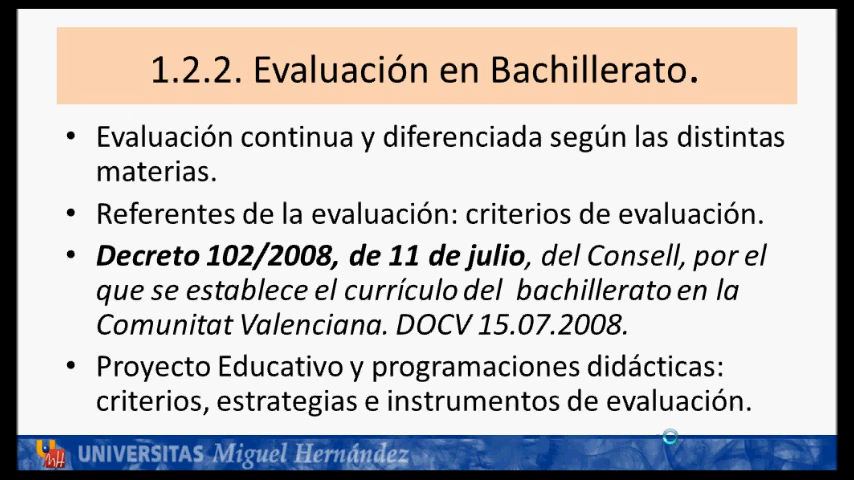 1.2.2. Evaluación en Bachillerato.
• Evaluación continua y diferenciada según las distintas
materias.
• Referentes de la evaluación: criterios de evaluación.
• Decreto 102/2008, de 11 de julio, del Consell, por el
que se establece el currículo del bachillerato en la
Comunitat Valenciana. DOCV 15.07.2008.
• Proyecto Educativo y programaciones didácticas:
criterios, estrategias e instrumentos de evaluación.
UNIVERSITAS Miguel Hernández